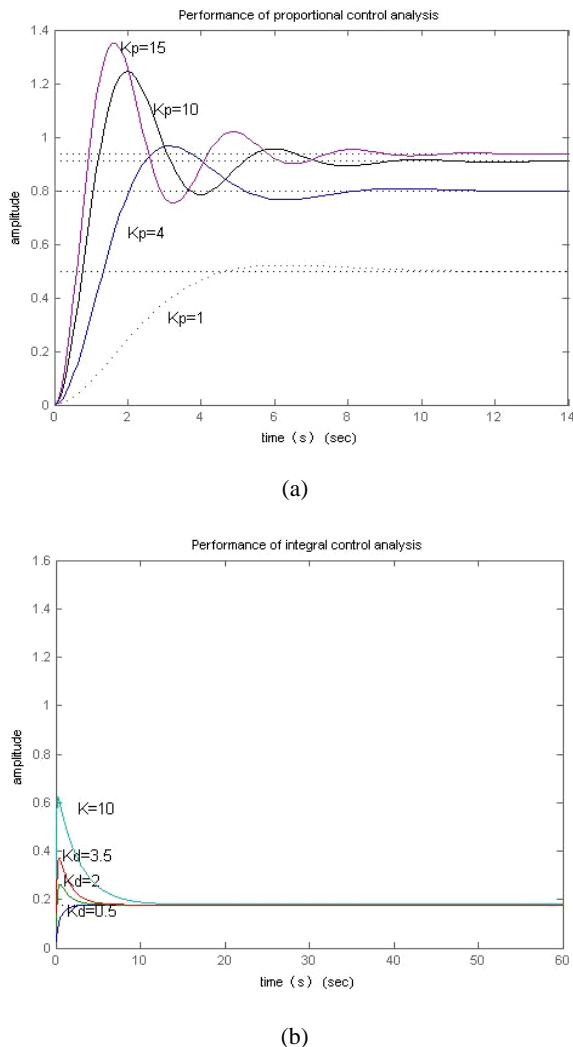 Performance of proportional control analysis
1.4
1.2
1
0.8
0.6
0.4
0.2
0
amplitude
Kp=15
Kp=10
Kp=4
Kp=1
0 2 4 6 8 10 12 14
time (s) (sec)
(a)
Performance of integral control analysis
1.6
1.4
1.2
1
0.8
0.6
0.4
0.2
0
amplitude
K=10
Kd=3.5
Kd=2
Kd=0.5
0 10 20 30 40 50 60
time (s) (sec)
(b)